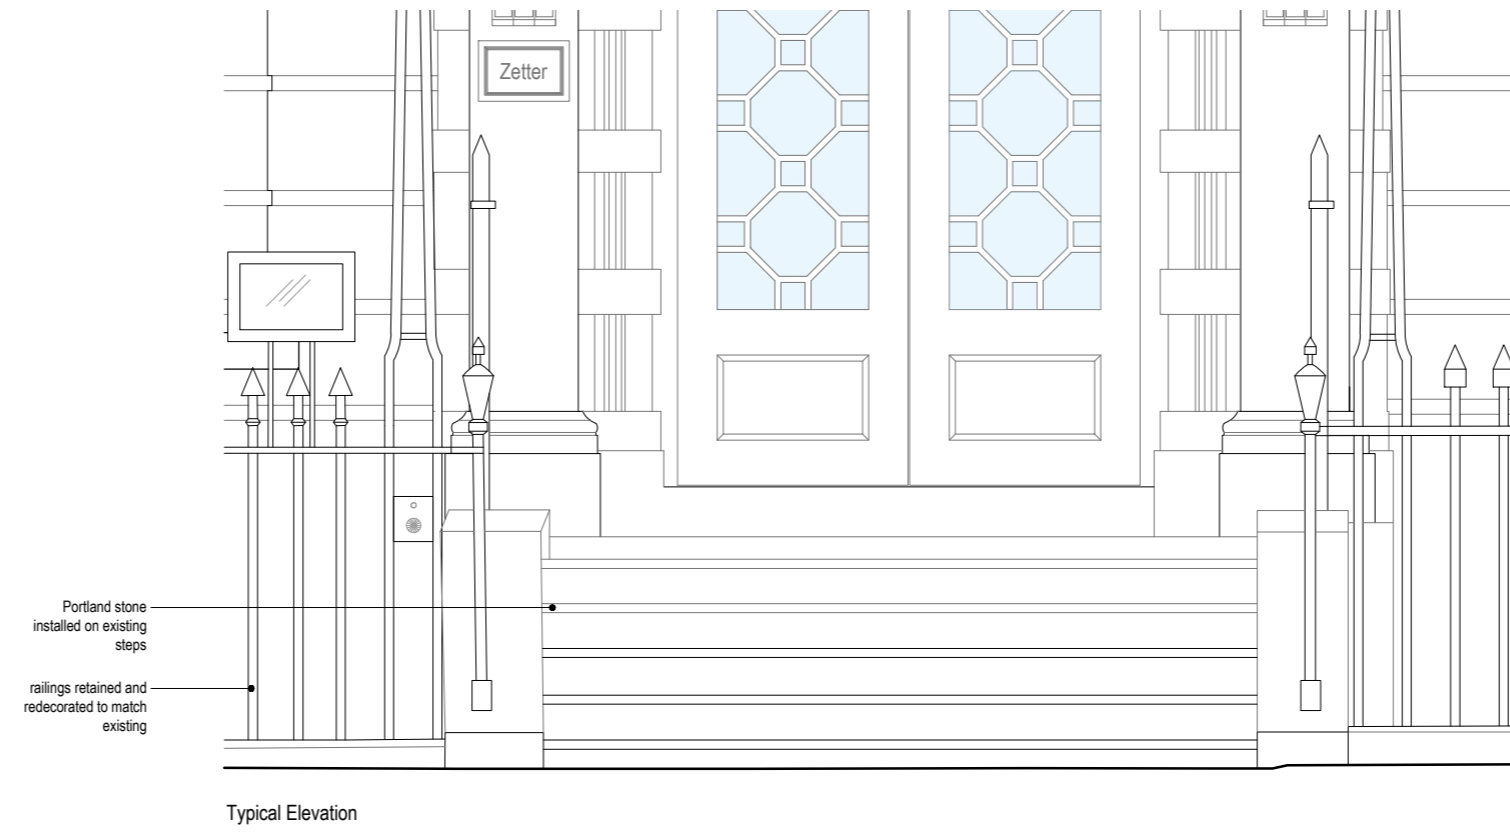 Zetter
Portland stone
installed on existing
steps
railings retained and
redecorated to match
existing
Typical Elevation